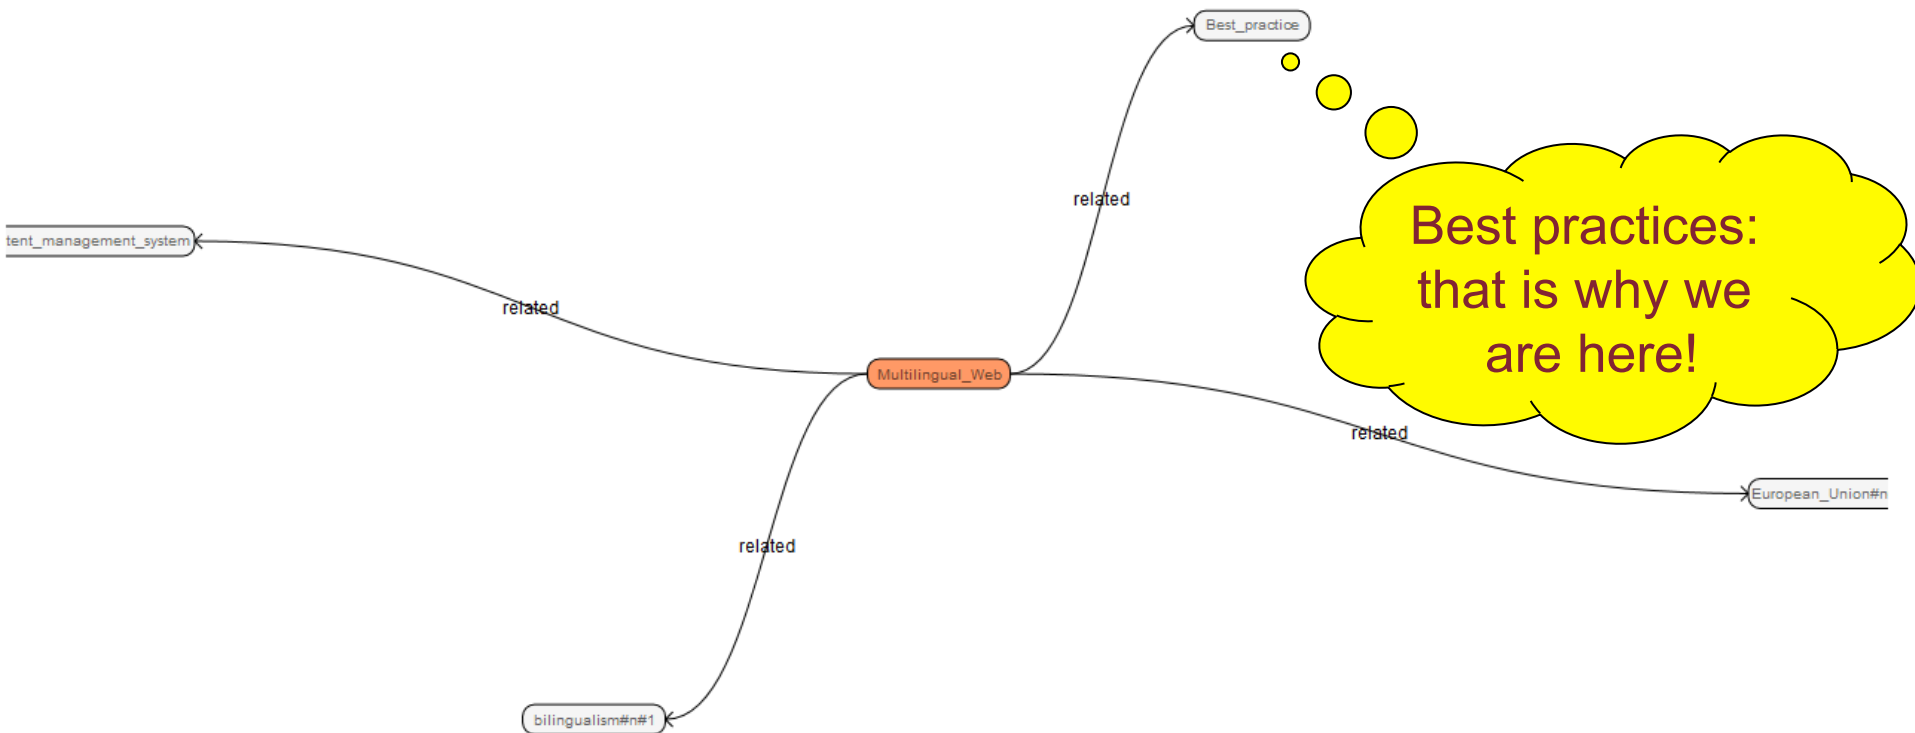 Best_practice
related
Best practices:
that is why we
are here!
tent_management_system
related
Multilingual_Web
related
European_Union#n
related
bilingualism#n#1